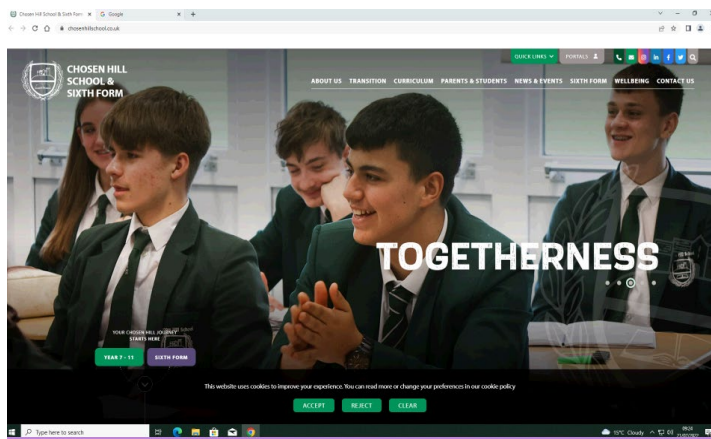 Chosen Hill School & Sixth Form
Google
chosenhillschool.co.uk
QUICK LINKS
PORTALS
CHOSEN HILL
SCHOOL &
SIXTH FORM
ABOUT US TRANSITION CURRICULUM PARENTS & STUDENTS NEWS & EVENTS SIXTH FORM WELLBEING CONTACT US
TOGETHERNESS
YOUR CHOSEN HILL JOURNEY
STARTS HERE
YEAR 7 - 11 SIXTH FORM
This website uses cookies to improve your experience. You can read more or change your preferences in our cookie policy
ACCEPT REJECT CLEAR
Type here to search
15°C Cloudy